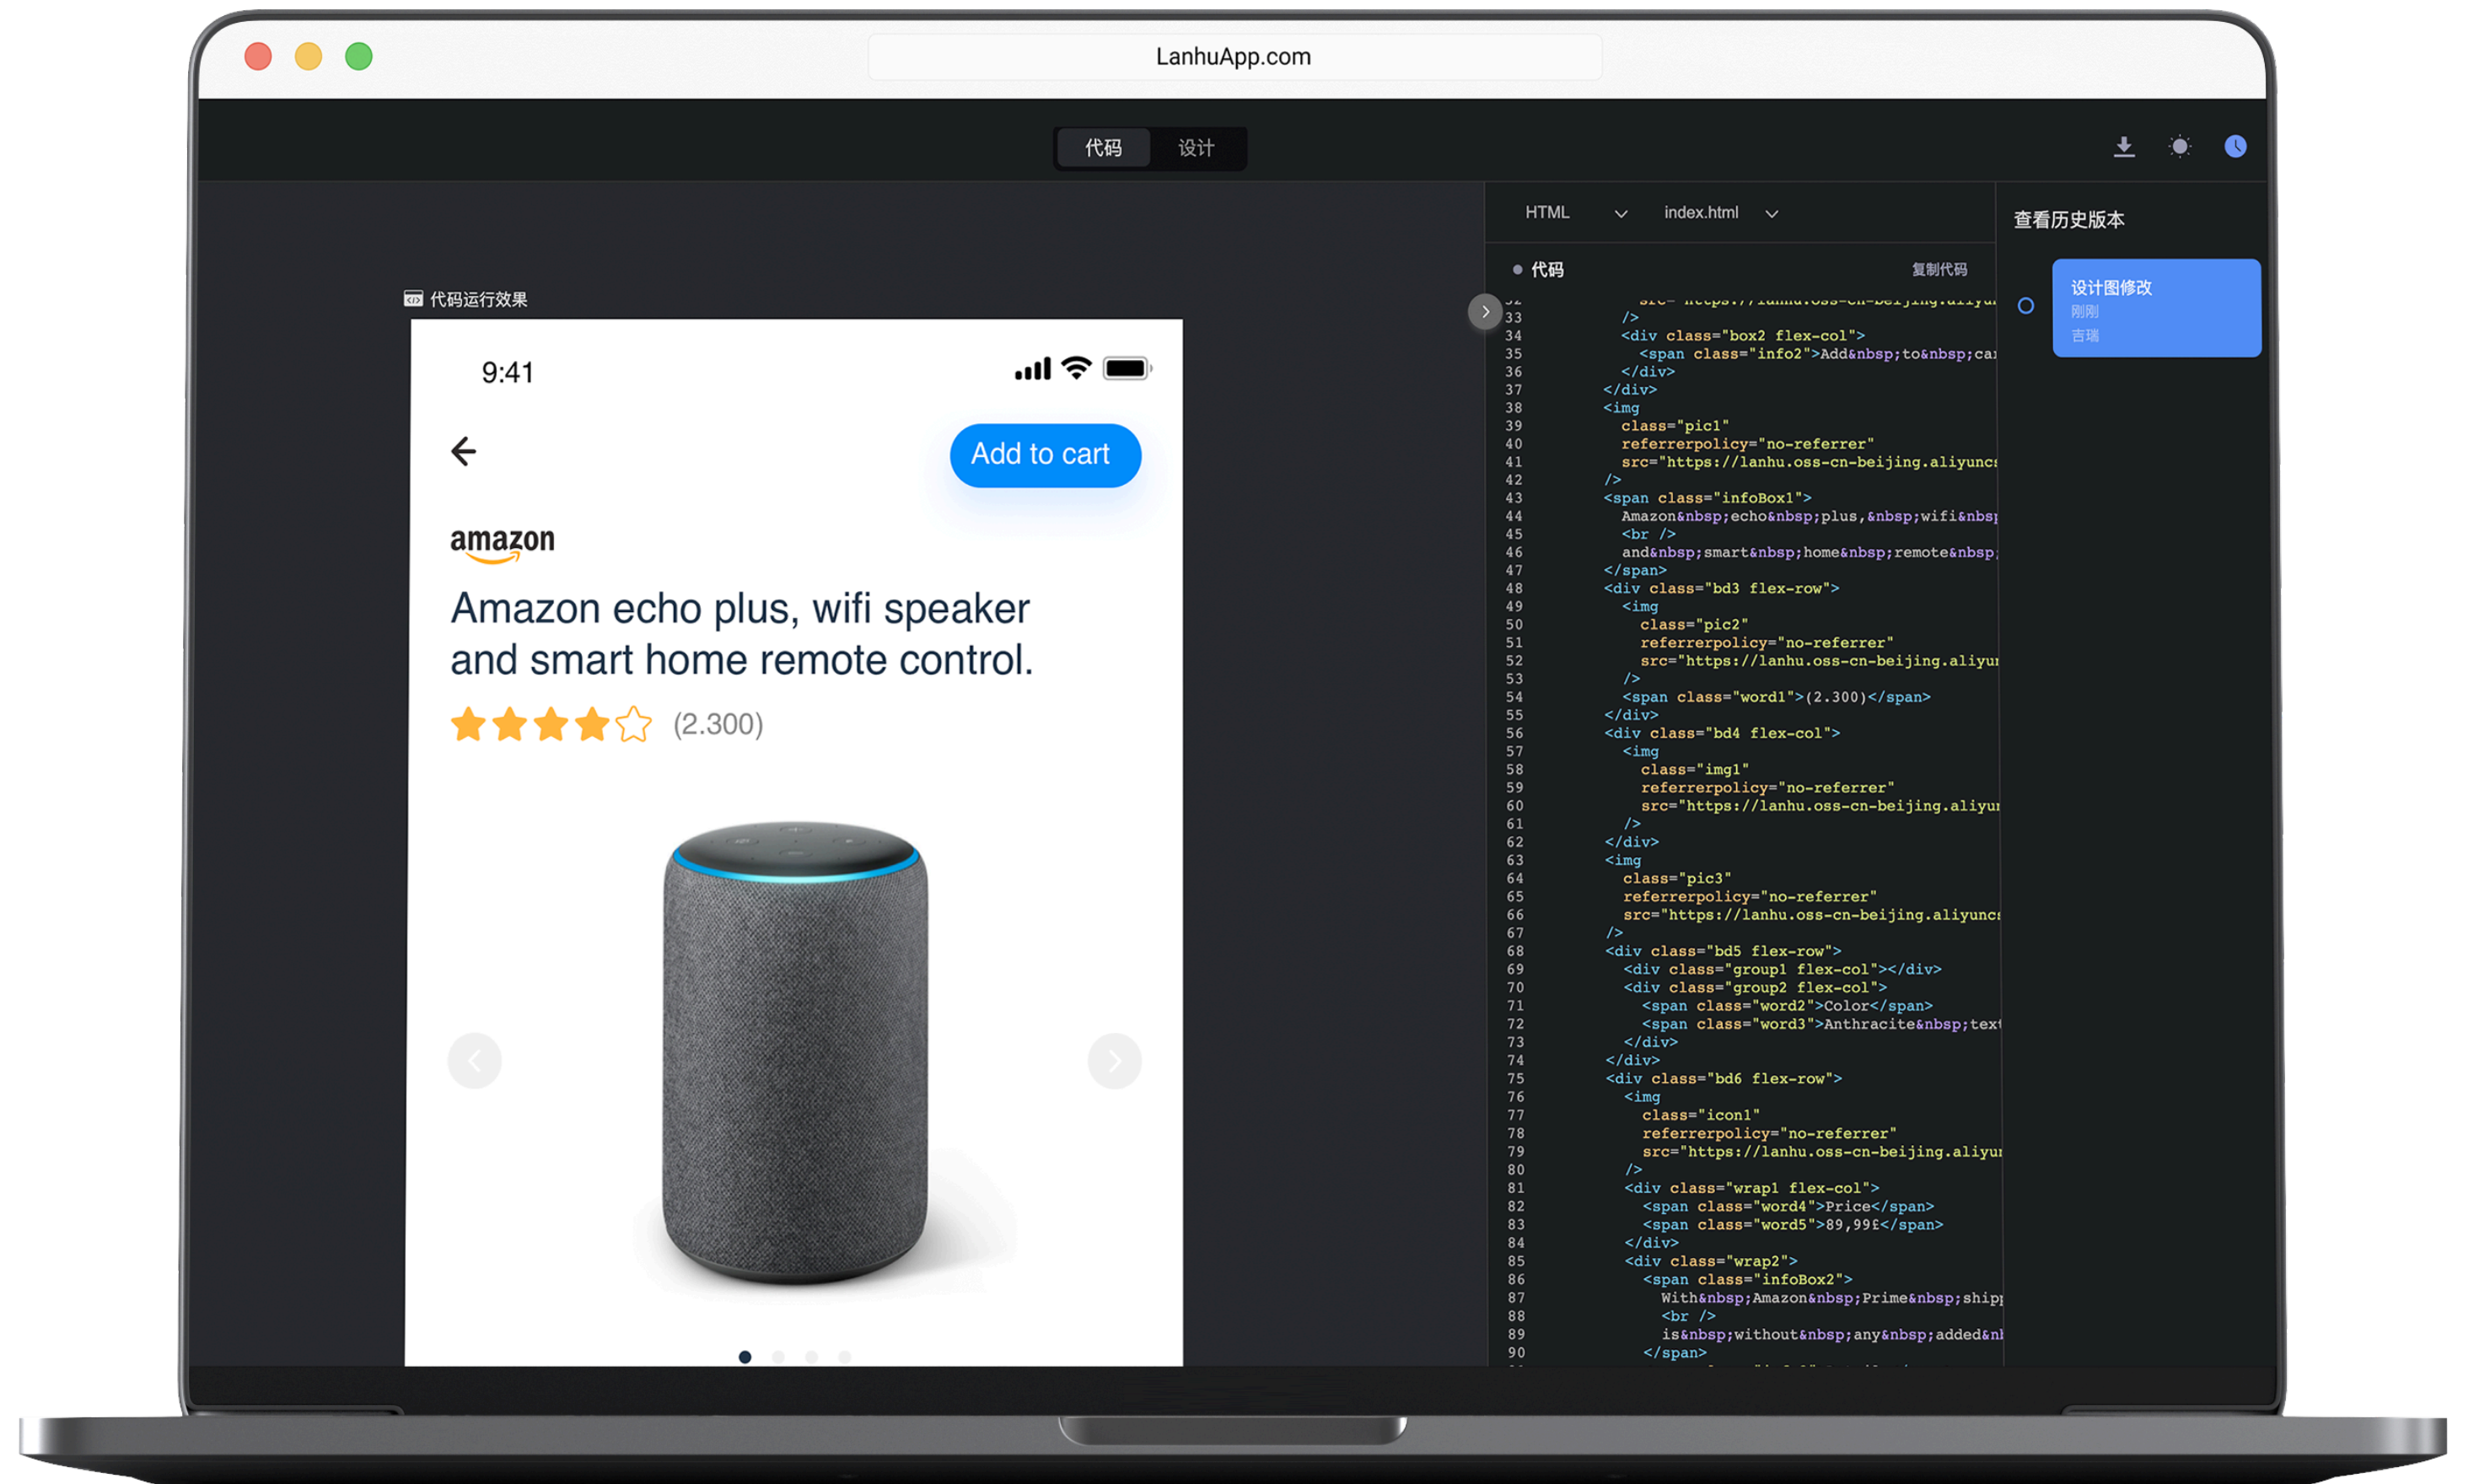 LanhuApp.com
代码 设计
代码运行效果
9:41
Add to cart
amazon
Amazon echo plus, wifi speaker
and smart home remote control.
(2.300)
HTML index.html
代码 复制代码
33 />
34 <div class="box2 flex-col">
35 <span class="info2">Add&nbsp;to&nbsp;ca
36 </div>
37 </div>
38 <img
39 class="pic1"
40 referrerpolicy="no-referrer"
41 src="https://lanhu.oss-cn-beijing.aliyunc
42 />
43 <span class="infoBox1">
44 Amazon&nbsp;echo&nbsp;plus,&nbsp;wifi&nbs
45 <br />
46 and&nbsp;smart&nbsp;home&nbsp;remote&nbsp;
47 </span>
48 <div class="bd3 flex-row">
49 <img
50 class="pic2"
51 referrerpolicy="no-referrer"
52 src="https://lanhu.oss-cn-beijing.aliyu
53 />
54 <span class="word1">(2.300)</span>
55 </div>
56 <div class="bd4 flex-col">
57 <img
58 class="img1"
59 referrerpolicy="no-referrer"
60 src="https://lanhu.oss-cn-beijing.aliyu
61 />
62 </div>
63 <img
64 class="pic3"
65 referrerpolicy="no-referrer"
66 src="https://lanhu.oss-cn-beijing.aliyunc
67 />
68 <div class="bd5 flex-row">
69 <div class="group1 flex-col"></div>
70 <div class="group2 flex-col">
71 <span class="word2">Color</span>
72 <span class="word3">Anthracite&nbsp;tex
73 </div>
74 </div>
75 <div class="bd6 flex-row">
76 <img
77 class="icon1"
78 referrerpolicy="no-referrer"
79 src="https://lanhu.oss-cn-beijing.aliyu
80 />
81 <div class="wrap1 flex-col">
82 <span class="word4">Price</span>
83 <span class="word5">89,99£</span>
84 </div>
85 <div class="wrap2">
86 <span class="infoBox2">
87 With&nbsp;Amazon&nbsp;Prime&nbsp;ship
88 <br />
89 is&nbsp;without&nbsp;any&nbsp;added&n
90 </span>
查看历史版本
设计图修改
刚刚
吉瑞